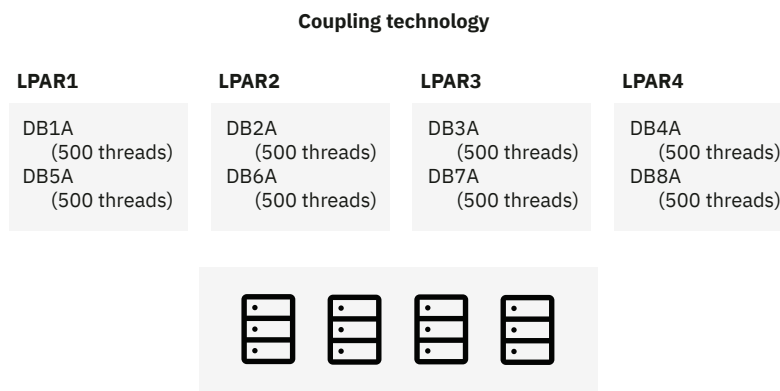 Coupling technology
LPAR1
DB1A
(500 threads)
DB5A
(500 threads)
LPAR2
DB2A
(500 threads)
DB6A
(500 threads)
LPAR3
DB3A
(500 threads)
DB7A
(500 threads)
LPAR4
DB4A
(500 threads)
DB8A
(500 threads)